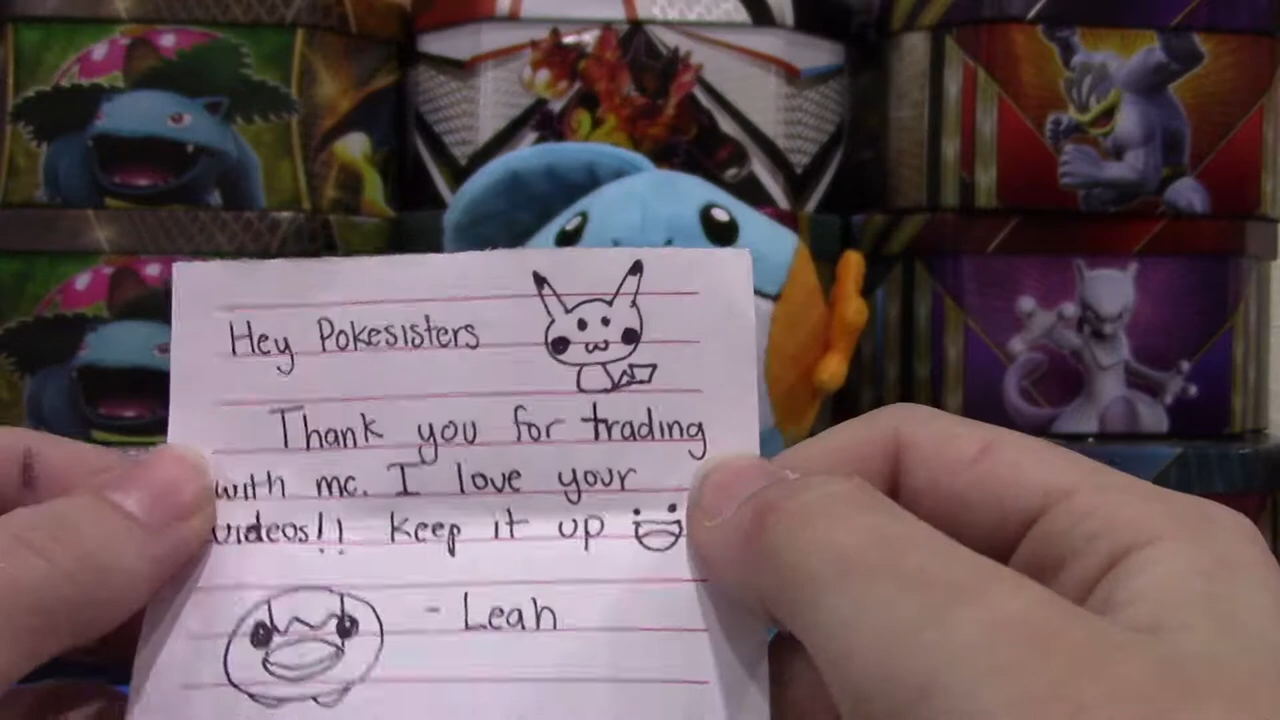 Hey Pokesisters
Thank you for trading
with me. I love your
videos!! Keep it up
- Leah